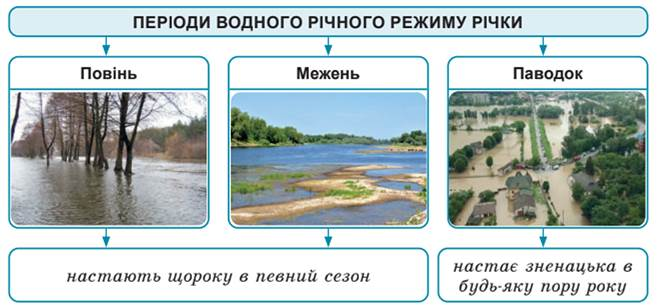 ПЕРІОДИ ВОДНОГО РІЧНОГО РЕЖИМУ РІЧКИ
Повінь
Межень
Паводок
настають щороку в певний сезон
настає зненацька в
будь-яку пору року